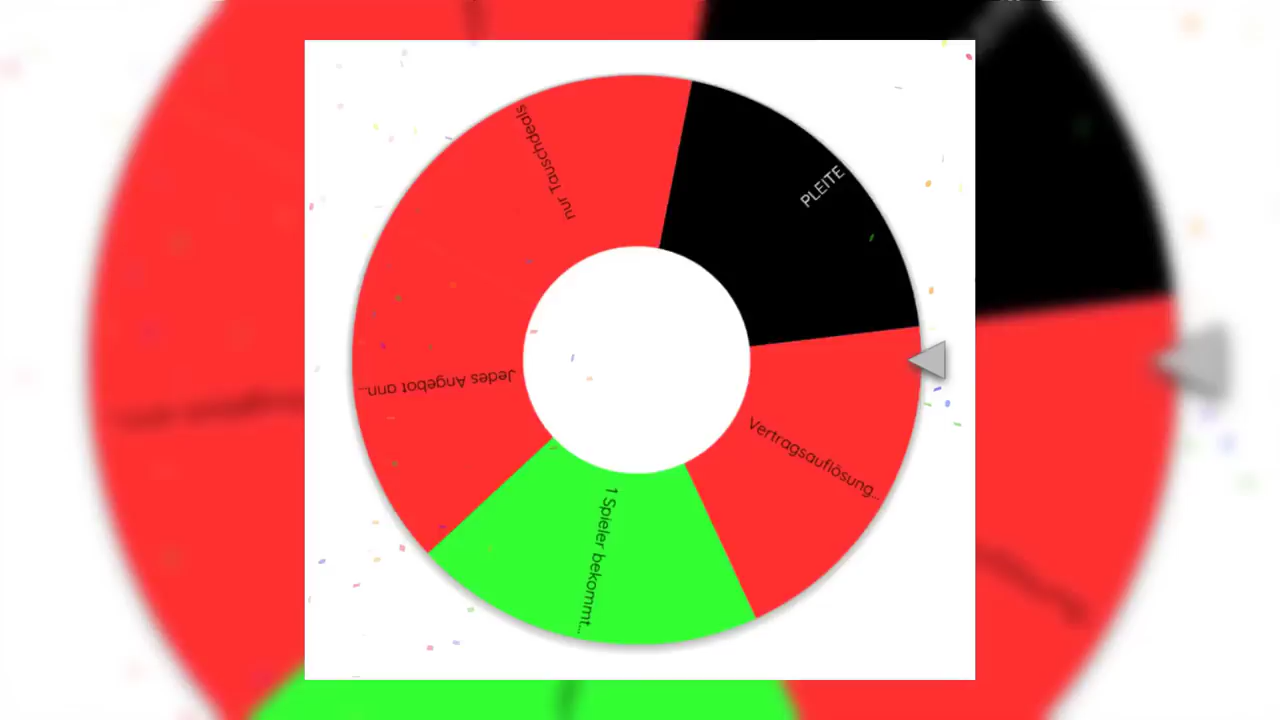 nur Tauschdeals
PLEITE
Jedes Angebot ann...
Vertragsauflösung...
1 Spieler bekommt...